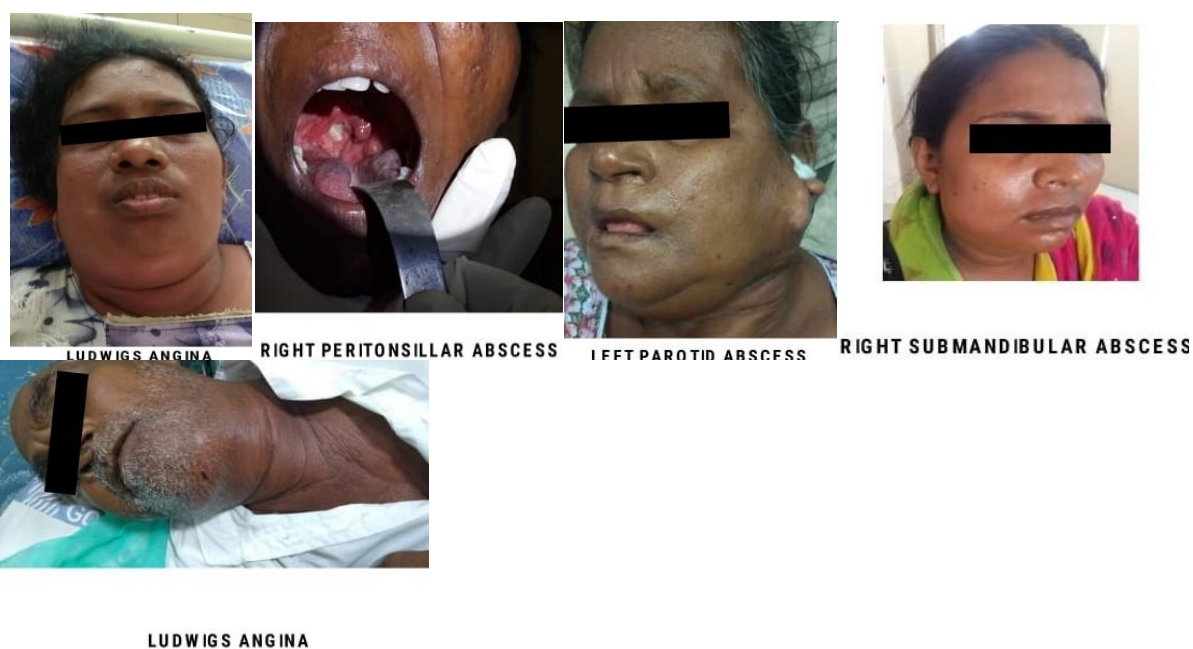 LUDWIGS ANGINA
RIGHT PERITONSILLAR ABSCESS
LEFT PAROTID ABSCESS
RIGHT SUBMANDIBULAR ABSCESS
LUDWIGS ANGINA